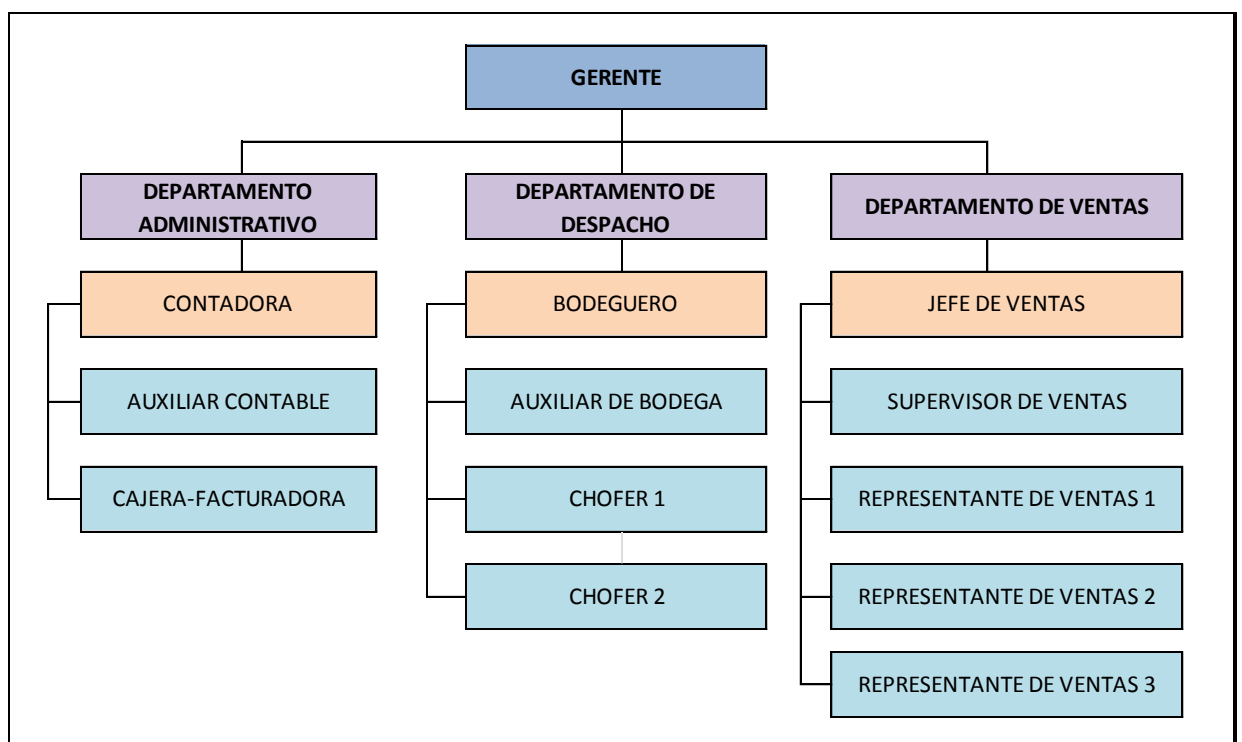 GERENTE
DEPARTAMENTO
ADMINISTRATIVO
DEPARTAMENTO DE
DESPACHO
DEPARTAMENTO DE VENTAS
CONTADORA
BODEGUERO
JEFE DE VENTAS
AUXILIAR CONTABLE
AUXILIAR DE BODEGA
SUPERVISOR DE VENTAS
CAJERA-FACTURADORA
CHOFER 1
REPRESENTANTE DE VENTAS 1
CHOFER 2
REPRESENTANTE DE VENTAS 2
REPRESENTANTE DE VENTAS 3